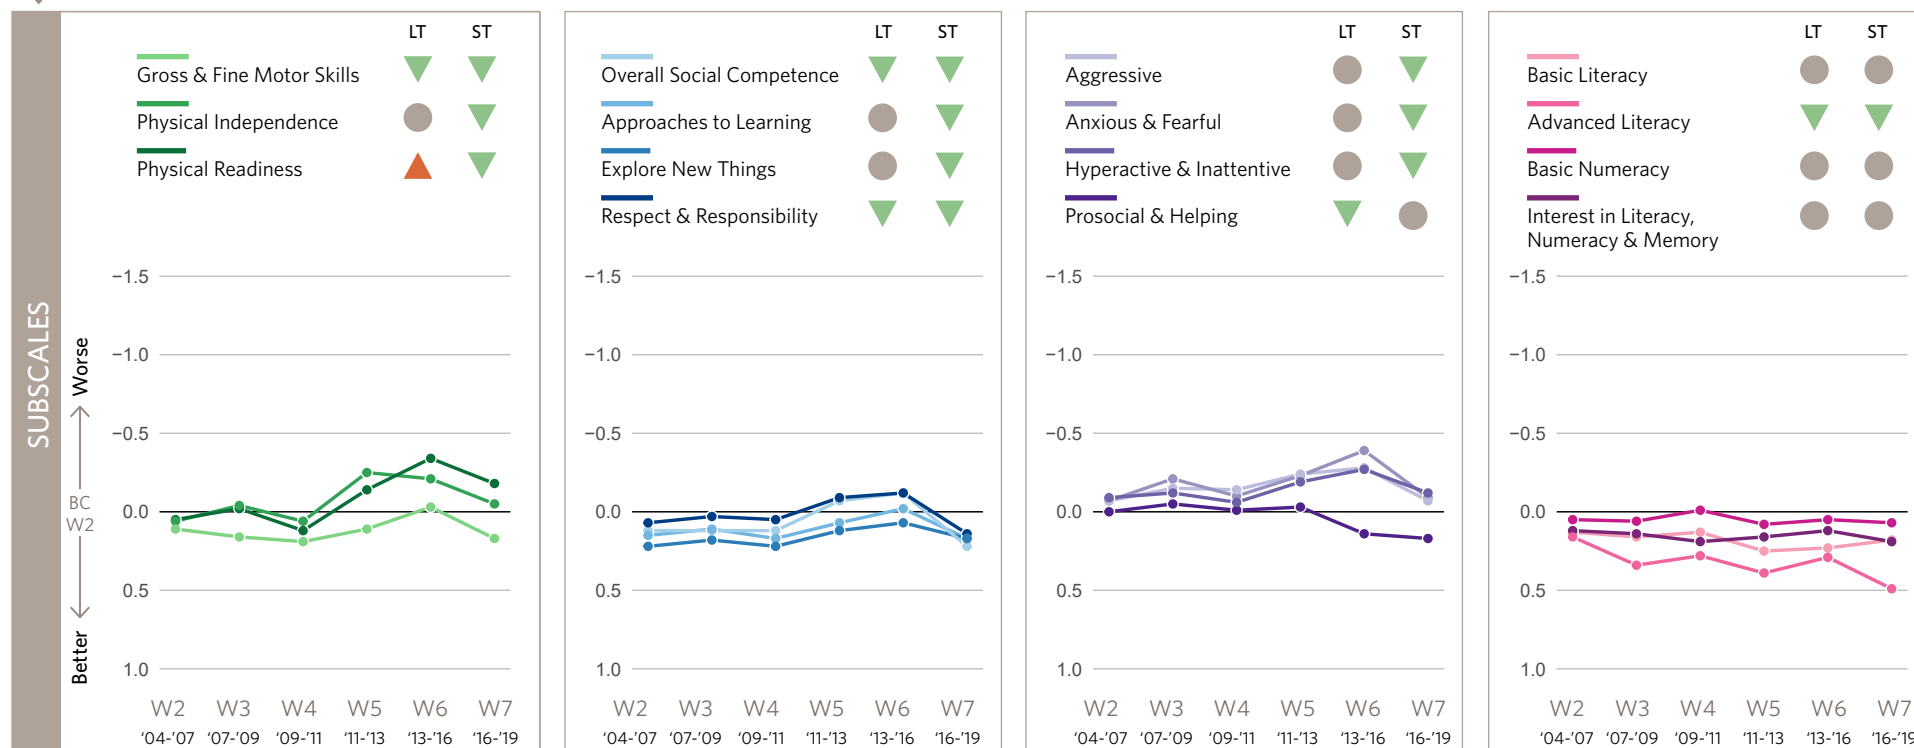 SUBSCALES
Worse
BC
W2
Better
LT ST
Gross & Fine Motor Skills
Physical Independence
Physical Readiness
−1.5
−1.0
−0.5
0.0
0.5
1.0
W2 W3 W4 W5 W6 W7
‘04-’07 ‘07-’09 ‘09-’11 ‘11-’13 ‘13-’16 ‘16-’19
LT ST
Overall Social Competence
Approaches to Learning
Explore New Things
Respect & Responsibility
−1.5
−1.0
−0.5
0.0
0.5
1.0
W2 W3 W4 W5 W6 W7
‘04-’07 ‘07-’09 ‘09-’11 ‘11-’13 ‘13-’16 ‘16-’19
LT ST
Aggressive
Anxious & Fearful
Hyperactive & Inattentive
Prosocial & Helping
−1.5
−1.0
−0.5
0.0
0.5
1.0
W2 W3 W4 W5 W6 W7
‘04-’07 ‘07-’09 ‘09-’11 ‘11-’13 ‘13-’16 ‘16-’19
LT ST
Basic Literacy
Advanced Literacy
Basic Numeracy
Interest in Literacy,
Numeracy & Memory
−1.5
−1.0
−0.5
0.0
0.5
1.0
W2 W3 W4 W5 W6 W7
‘04-’07 ‘07-’09 ‘09-’11 ‘11-’13 ‘13-’16 ‘16-’19